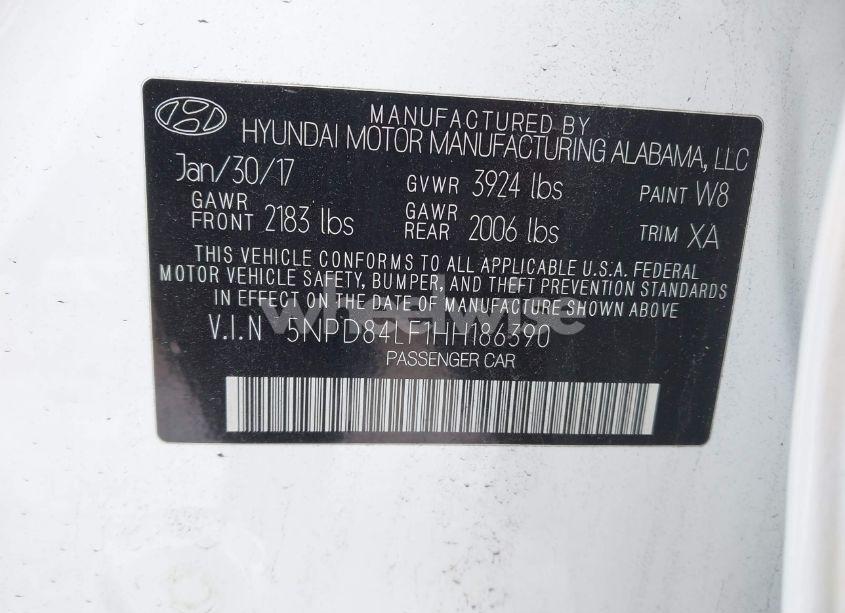 MANUFACTURED BY
HYUNDAI MOTOR MANUFACTURING ALABAMA, LLC
Jan/30/17 GVWR 3924 lbs PAINT W8
GAWR FRONT 2183 lbs GAWR REAR 2006 lbs TRIM XA
THIS VEHICLE CONFORMS TO ALL APPLICABLE U.S.A. FEDERAL
MOTOR VEHICLE SAFETY, BUMPER, AND THEFT PREVENTION STANDARDS
IN EFFECT ON THE DATE OF MANUFACTURE SHOWN ABOVE
wheelwise
V.I.N 5NPD84LF1HH186390
PASSENGER CAR